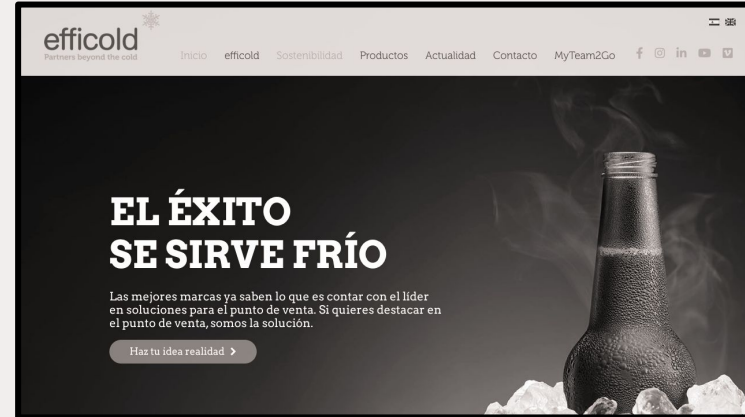 efficold
Partners beyond the cold
Inicio efficold Sostenibilidad Productos Actualidad Contacto MyTeam2Go
EL ÉXITO
SE SIRVE FRÍO
Las mejores marcas ya saben lo que es contar con el líder
en soluciones para el punto de venta. Si quieres destacar en
el punto de venta, somos la solución.
Haz tu idea realidad